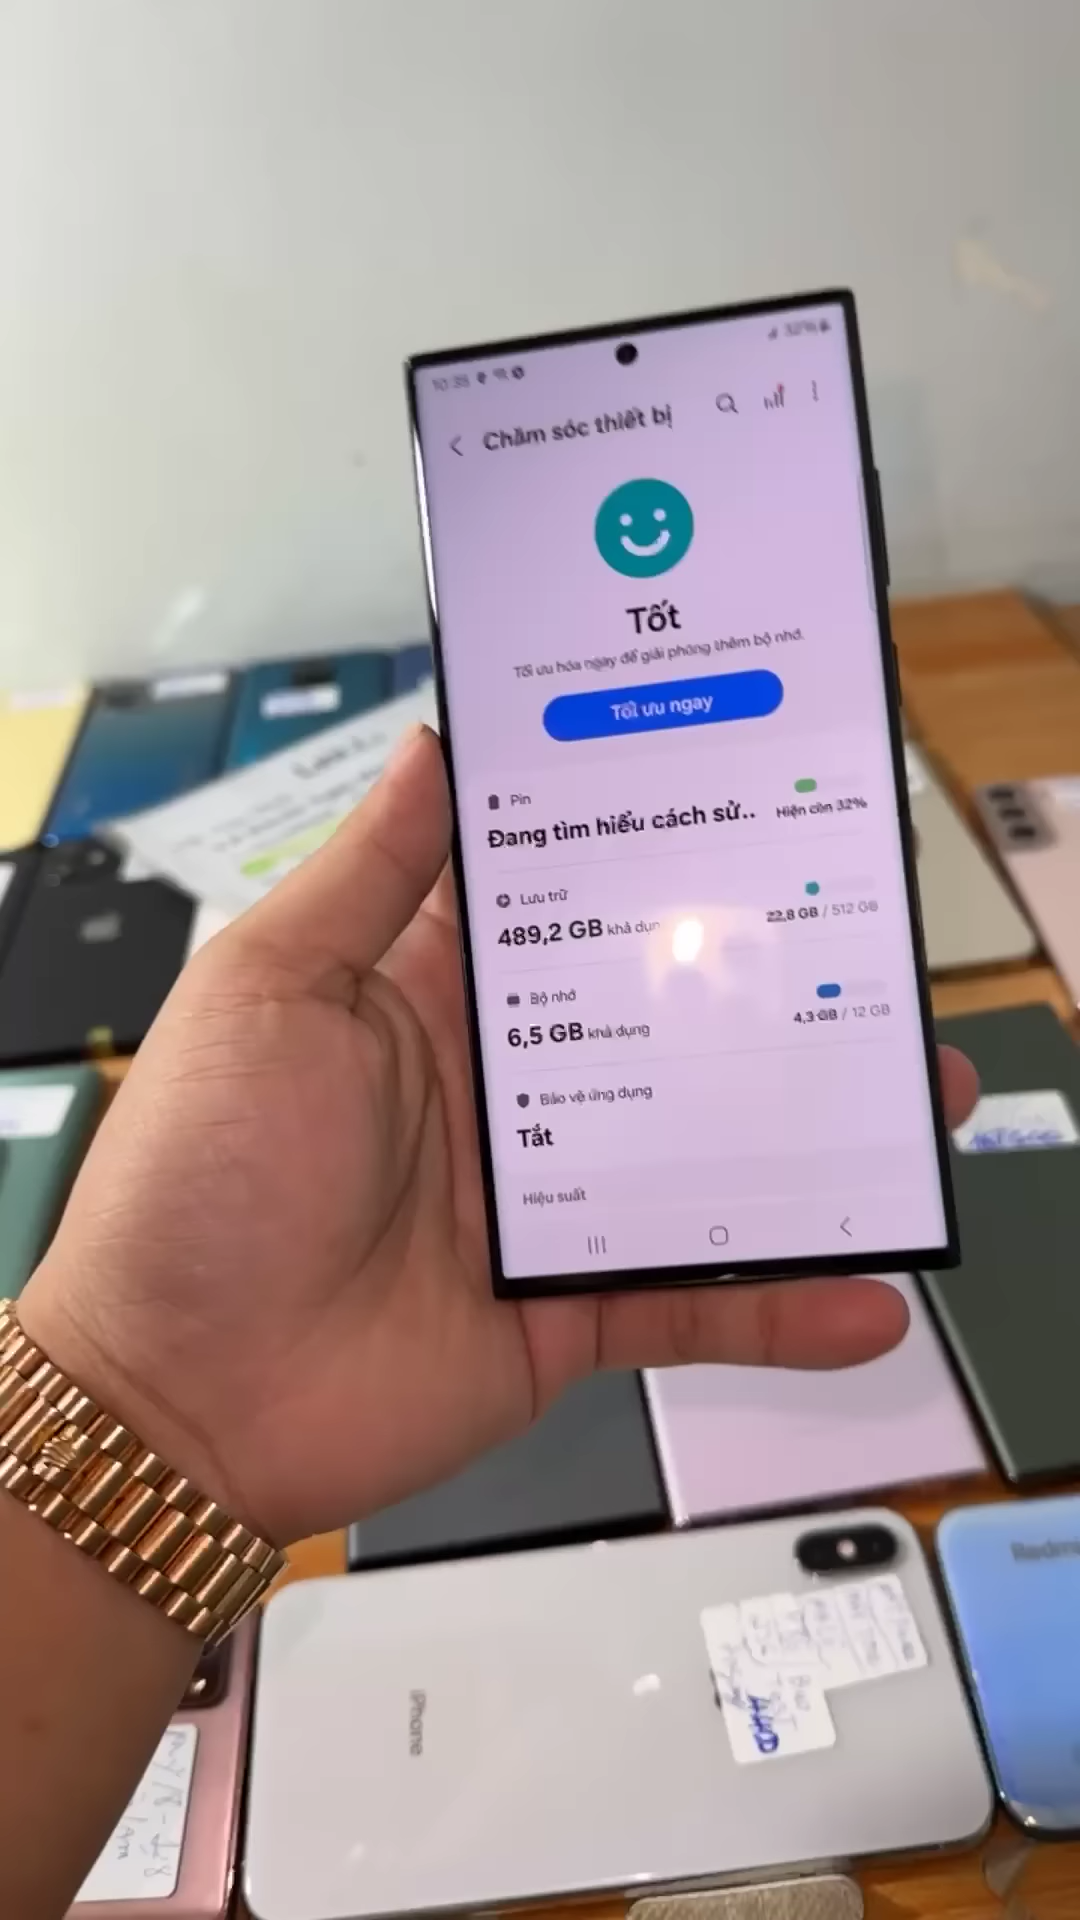 10:35
32%
Chăm sóc thiết bị
Tốt
Tối ưu hóa ngay để giải phóng thêm bộ nhớ.
Tối ưu ngay
Pin
Đang tìm hiểu cách sử..
Hiện còn 32%
Lưu trữ
489,2 GB khả dụn
22,8 GB / 512 GB
Bộ nhớ
6,5 GB khả dụng
4,3 GB / 12 GB
Bảo vệ ứng dụng
Tắt
Hiệu suất
iPhone
Redmi